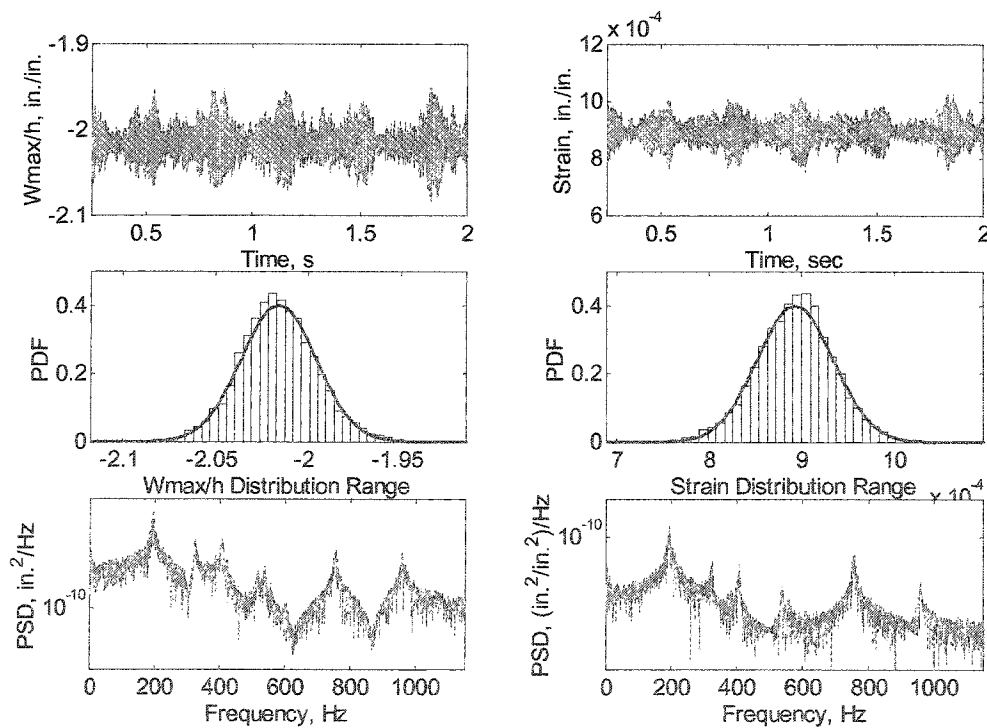 -1.9
-2
-2.1
Wmax/h, in./in.
0.5 1 1.5 2
Time, s
12 x 10-4
10
8
6
Strain, in./in.
0.5 1 1.5 2
Time, sec
0.4
0.2
0
PDF
-2.1 -2.05 -2 -1.95
Wmax/h Distribution Range
0.4
0.2
0
PDF
7 8 9 10
Strain Distribution Range
x 10-4
10-10
PSD, in.2/Hz
0 200 400 600 800 1000
Frequency, Hz
10-10
PSD, (in.2/in.2)/Hz
0 200 400 600 800 1000
Frequency, Hz